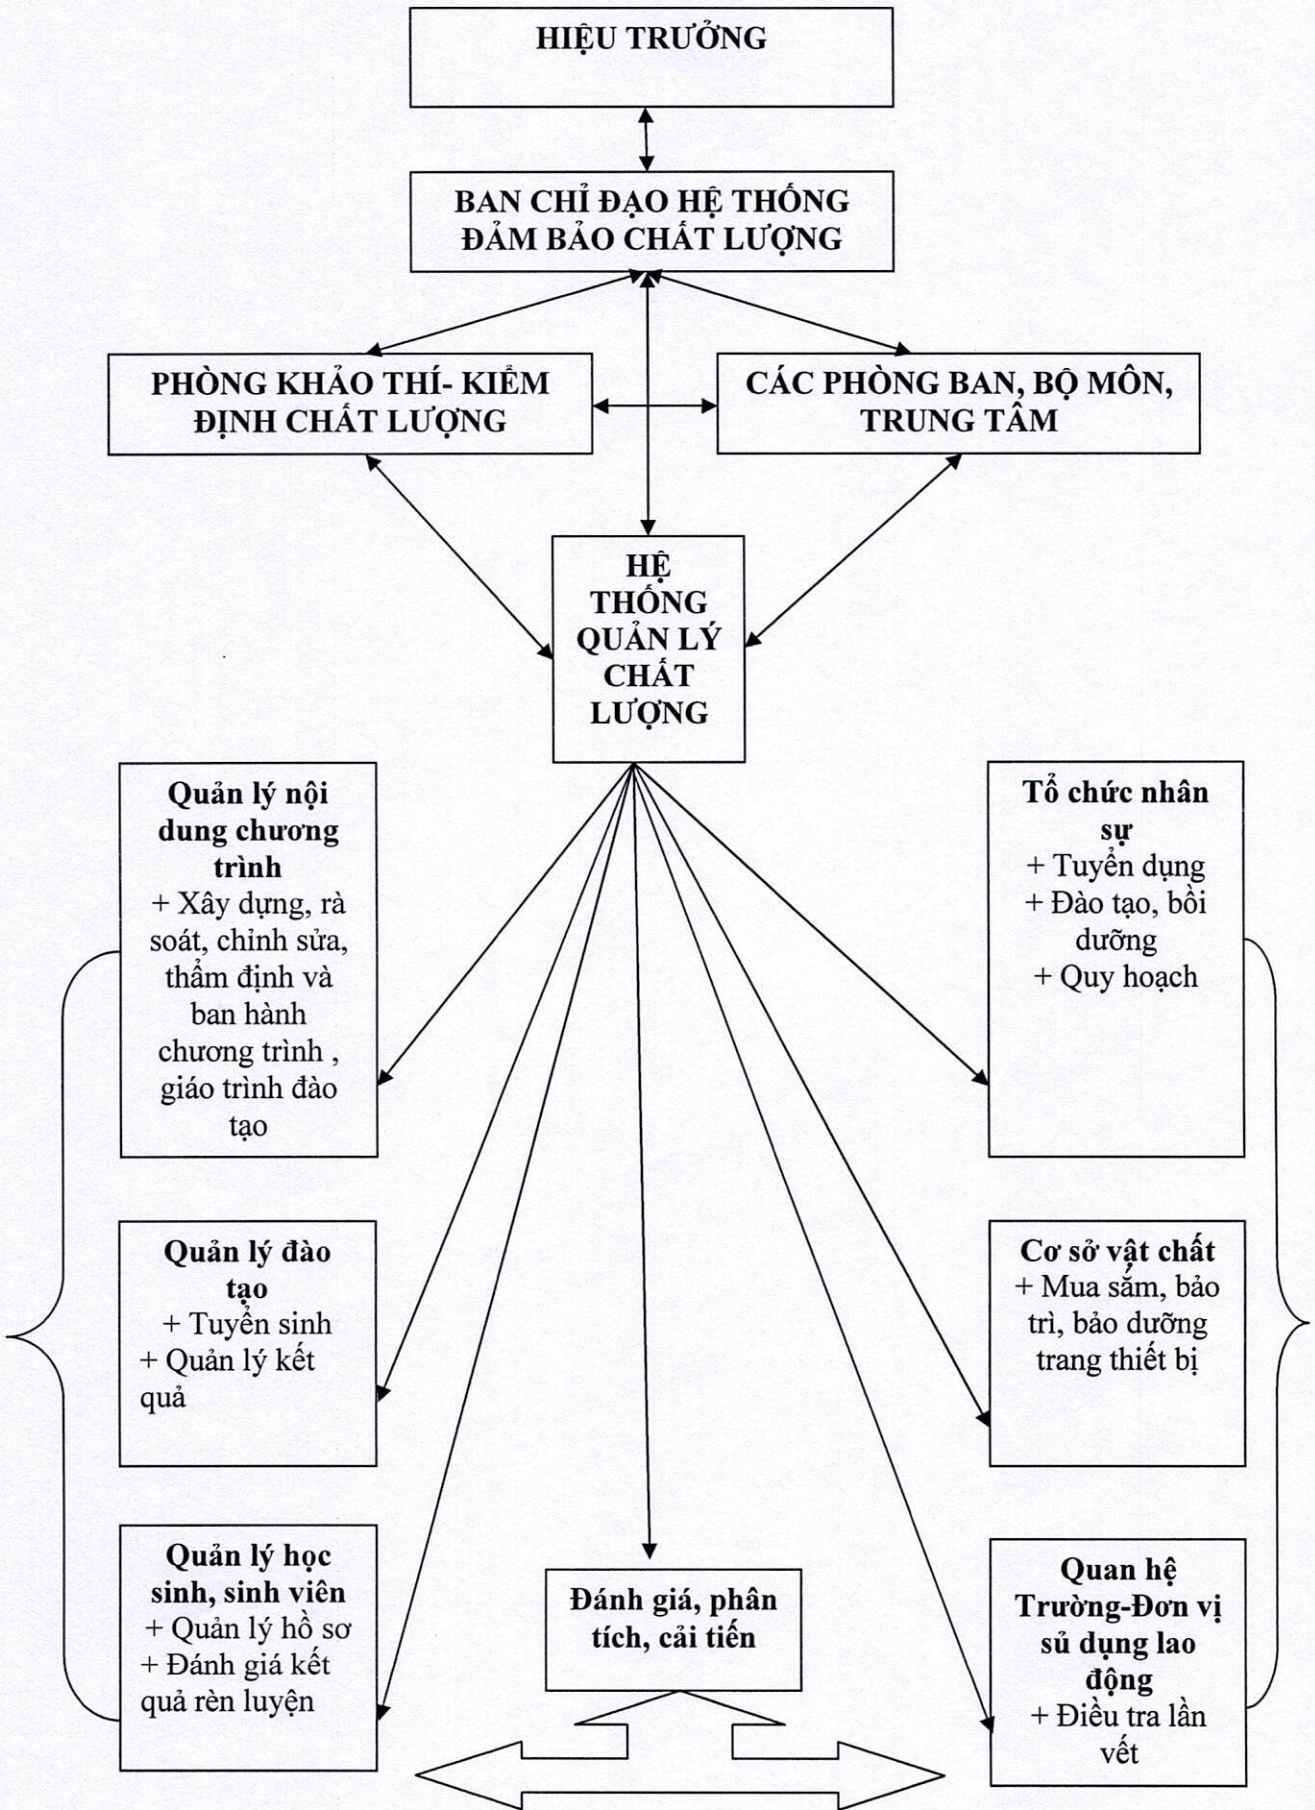 HIỆU TRƯỞNG
BAN CHỈ ĐẠO HỆ THỐNG
ĐẢM BẢO CHẤT LƯỢNG
PHÒNG KHẢO THÍ- KIỂM
ĐỊNH CHẤT LƯỢNG
CÁC PHÒNG BAN, BỘ MÔN,
TRUNG TÂM
HỆ
THỐNG
QUẢN LÝ
CHẤT
LƯỢNG
Quản lý nội
dung chương
trình
+ Xây dựng, rà
soát, chỉnh sửa,
thẩm định và
ban hành
chương trình ,
giáo trình đào
tạo
Tổ chức nhân
sự
+ Tuyển dụng
+ Đào tạo, bồi
dưỡng
+ Quy hoạch
Quản lý đào
tạo
+ Tuyển sinh
+ Quản lý kết
quả
Cơ sở vật chất
+ Mua sắm, bảo
trì, bảo dưỡng
trang thiết bị
Quản lý học
sinh, sinh viên
+ Quản lý hồ sơ
+ Đánh giá kết
quả rèn luyện
Đánh giá, phân
tích, cải tiến
Quan hệ
Trường-Đơn vị
sủ dụng lao
động
+ Điều tra lần
vết